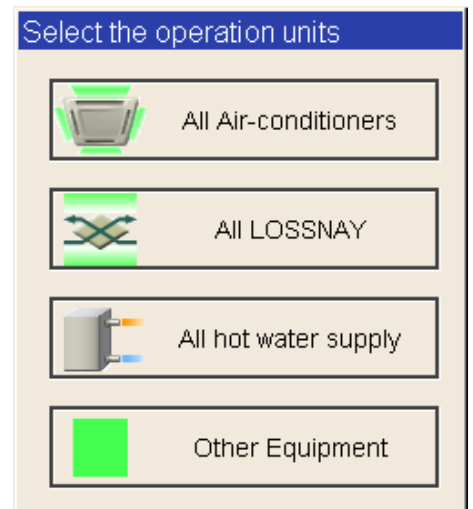 Select the operation units
All Air-conditioners
All LOSSNAY
All hot water supply
Other Equipment